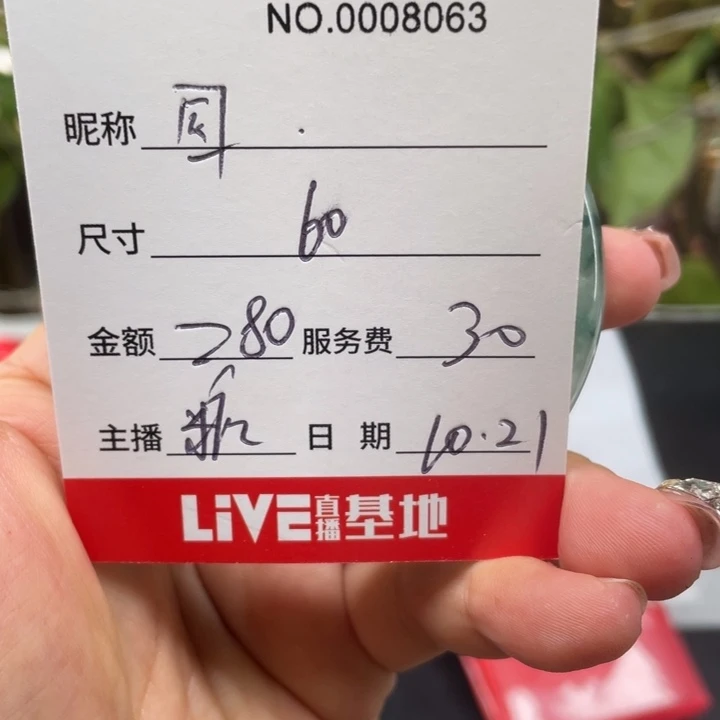 NO.0008063
昵称
尺寸 60
金额 280 服务费 30
主播 日期 10.21
LiVE直播基地